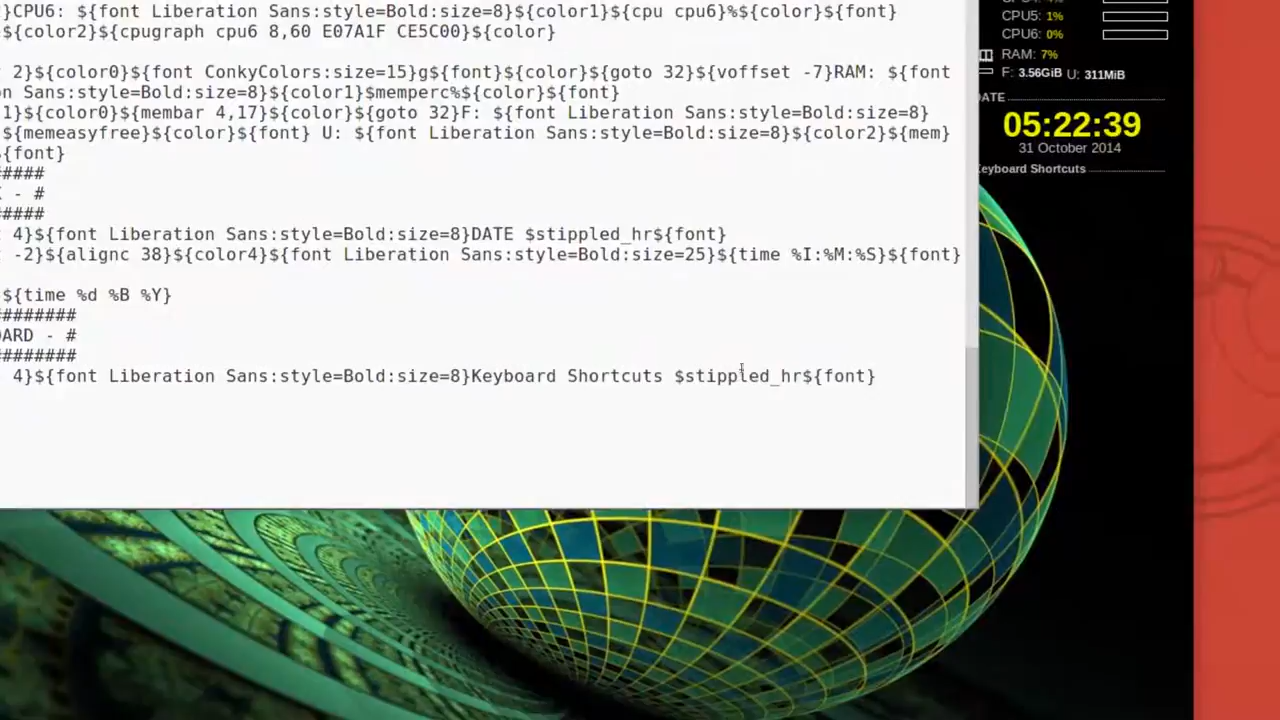 }CPU6: ${font Liberation Sans:style=Bold:size=8}${color1}${cpu cpu6}%${color}${font}
${color2}${cpugraph cpu6 8,60 E07A1F CE5C00}${color}
2}${color0}${font ConkyColors:size=15}g${font}${color}${goto 32}${voffset -7}RAM: ${font
n Sans:style=Bold:size=8}${color1}$memperc%${color}${font}
1}${color0}${membar 4,17}${color}${goto 32}F: ${font Liberation Sans:style=Bold:size=8}
${memeasyfree}${color}${font} U: ${font Liberation Sans:style=Bold:size=8}${color2}${mem}
${font}
#####
- #
#####
4}${font Liberation Sans:style=Bold:size=8}DATE $stippled_hr${font}
-2}${alignc 38}${color4}${font Liberation Sans:style=Bold:size=25}${time %I:%M:%S}${font}
${time %d %B %Y}
########
ARD - #
########
4}${font Liberation Sans:style=Bold:size=8}Keyboard Shortcuts $stippled_hr${font}
CPU5: 1%
CPU6: 0%
RAM: 7%
F: 3.56GiB U: 311MiB
DATE
05:22:39
31 October 2014
Keyboard Shortcuts